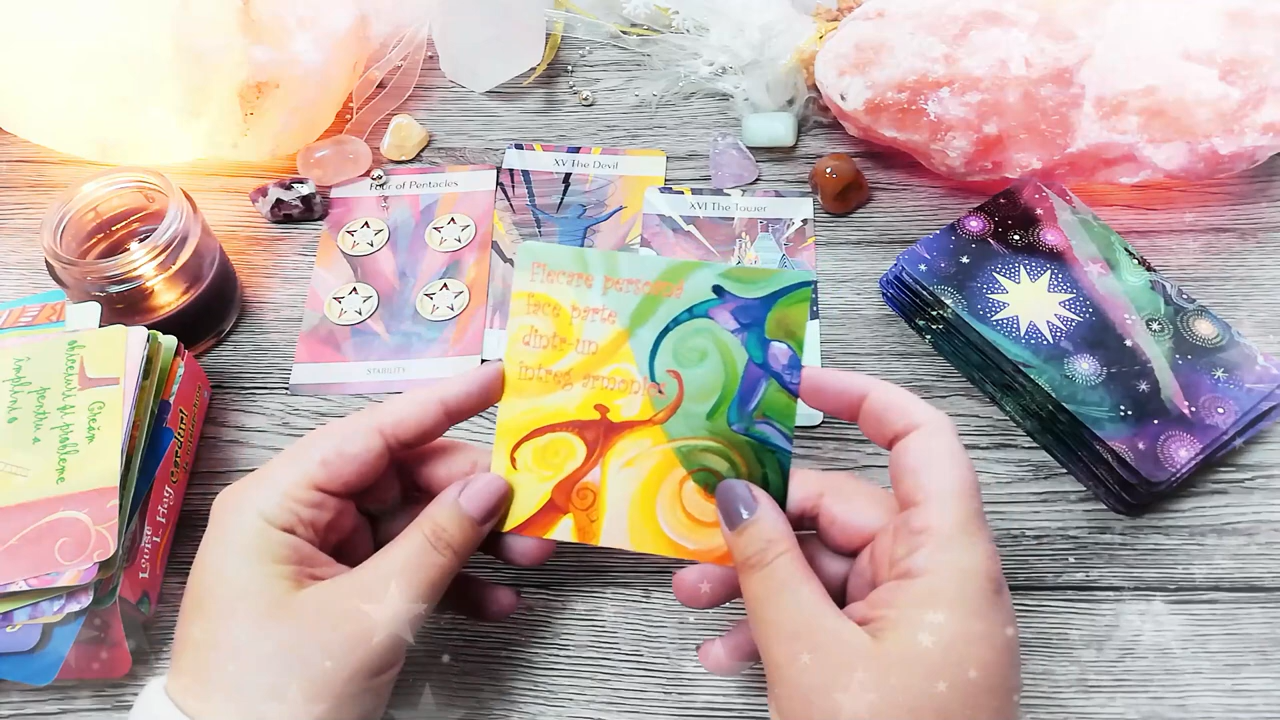 XV The Devil
Four of Pentacles
XVI The Tower
STABILITY
Fiecare persoană
face parte
dintr-un
întreg armonios
Creăm
obiceiuri și probleme
pentru a
împlini o
Louise L. Hay